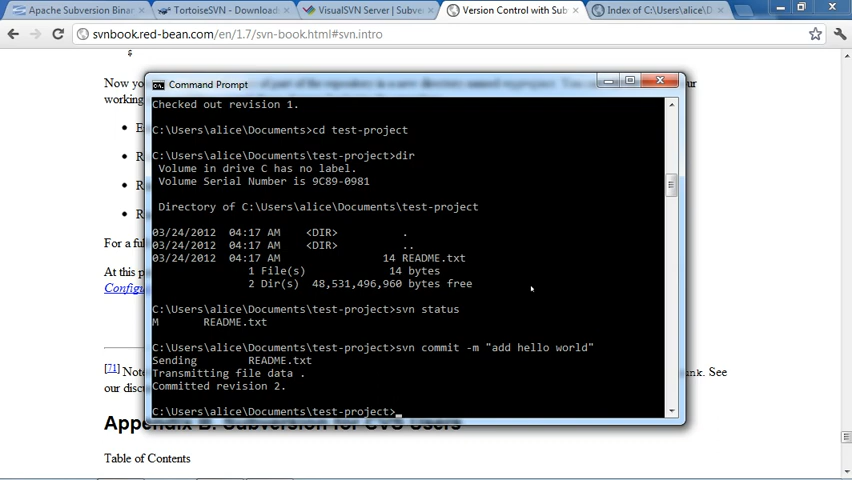 Apache Subversion Binar
TortoiseSVN - Download
VisualSVN Server | Subve
Version Control with Sub
Index of C:\Users\alice\D
svnbook.red-bean.com/en/1.7/svn-book.html#svn.intro
Now yo
working
Command Prompt
Checked out revision 1.
C:\Users\alice\Documents>cd test-project
C:\Users\alice\Documents\test-project>dir
Volume in drive C has no label.
Volume Serial Number is 9C89-0981
Directory of C:\Users\alice\Documents\test-project
03/24/2012 04:17 AM <DIR> .
03/24/2012 04:17 AM <DIR> ..
03/24/2012 04:17 AM 14 README.txt
1 File(s) 14 bytes
2 Dir(s) 48,531,496,960 bytes free
C:\Users\alice\Documents\test-project>svn status
M README.txt
C:\Users\alice\Documents\test-project>svn commit -m "add hello world"
Sending README.txt
Transmitting file data .
Committed revision 2.
C:\Users\alice\Documents\test-project>_
For a ful
At this p
Configu
[71] Note
See
our discu
Appendix B. Subversion for CVS Users
Table of Contents